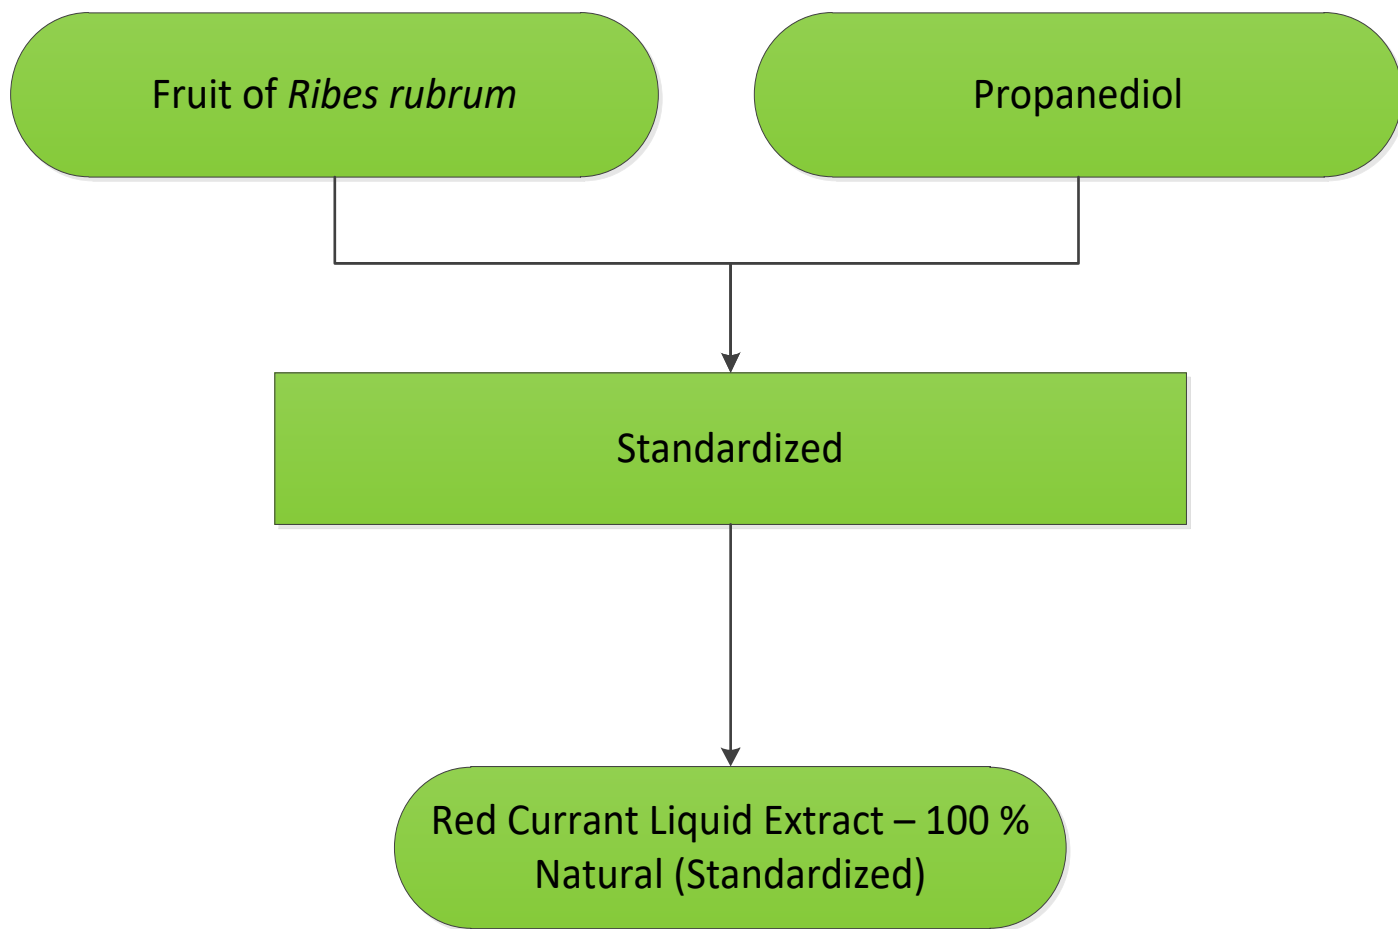 Fruit of Ribes rubrum
Propanediol
Standardized
Red Currant Liquid Extract – 100 %
Natural (Standardized)